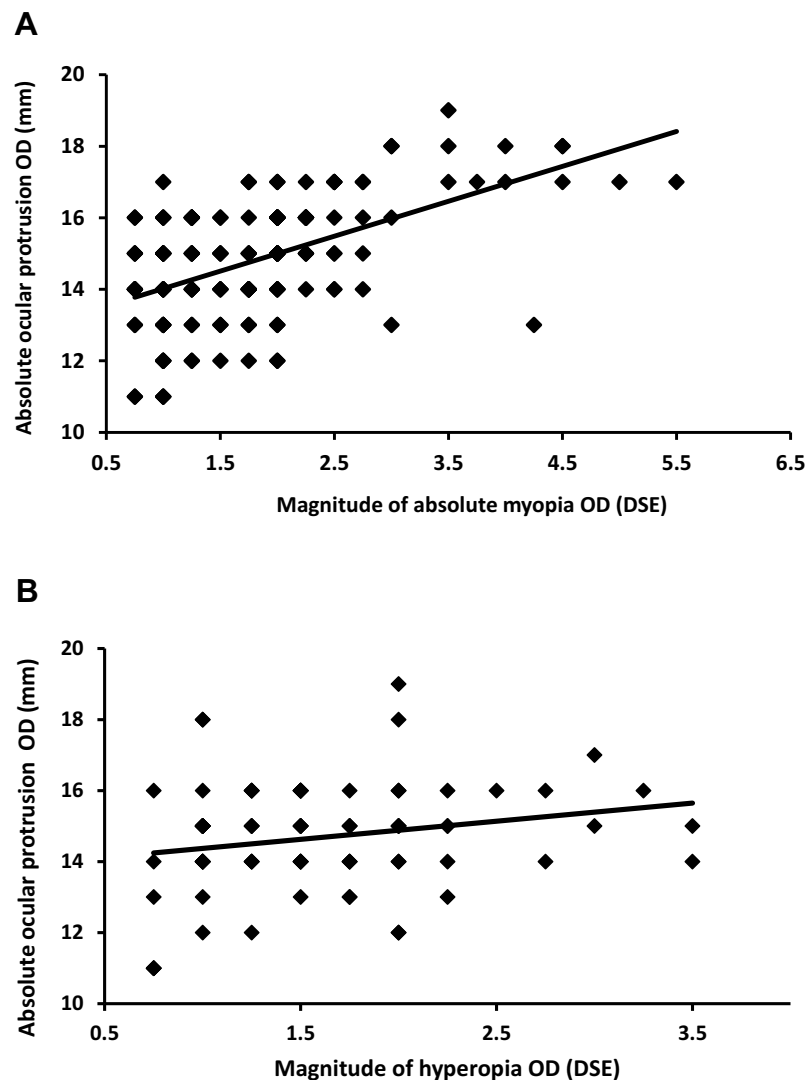 A
Absolute ocular protrusion OD (mm)
20
18
16
14
12
10
0.5 1.5 2.5 3.5 4.5 5.5 6.5
Magnitude of absolute myopia OD (DSE)
B
Absolute ocular protrusion OD (mm)
20
18
16
14
12
10
0.5 1.5 2.5 3.5
Magnitude of hyperopia OD (DSE)